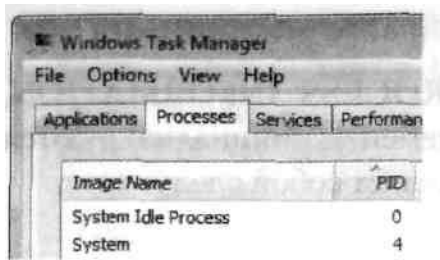 Windows Task Manager
File Options View Help
Applications Processes Services Performan
Image Name PID
System Idle Process 0
System 4